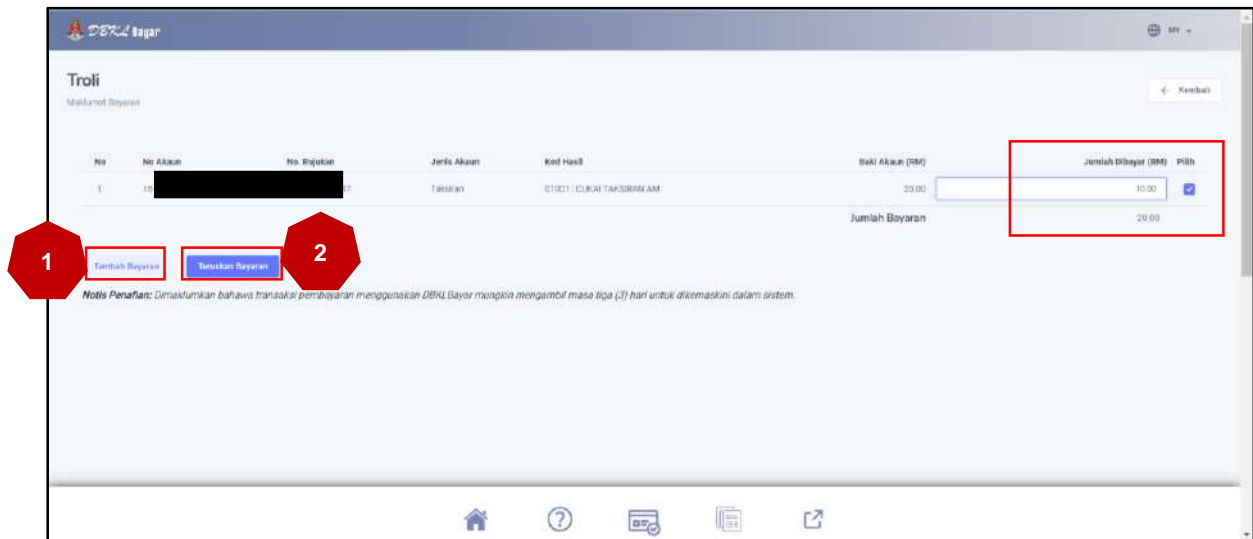 DBKL Bayar
MY
Troli
Maklumat Bayaran
Kembali
No No Akaun No. Rujukan Jenis Akaun Kod Hasil Baki Akaun (RM) Jumlah Dibayar (RM) Pilih
1 Taksiran 01001 : CUKAI TAKSIRAN AM 20.00 10.00
Jumlah Bayaran 20.00
1 Tambah Bayaran Teruskan Bayaran 2
Notis Penafian: Dimaklumkan bahawa transaksi pembayaran menggunakan DBKLBayar mungkin mengambil masa tiga (3) hari untuk dikemaskini dalam sistem.